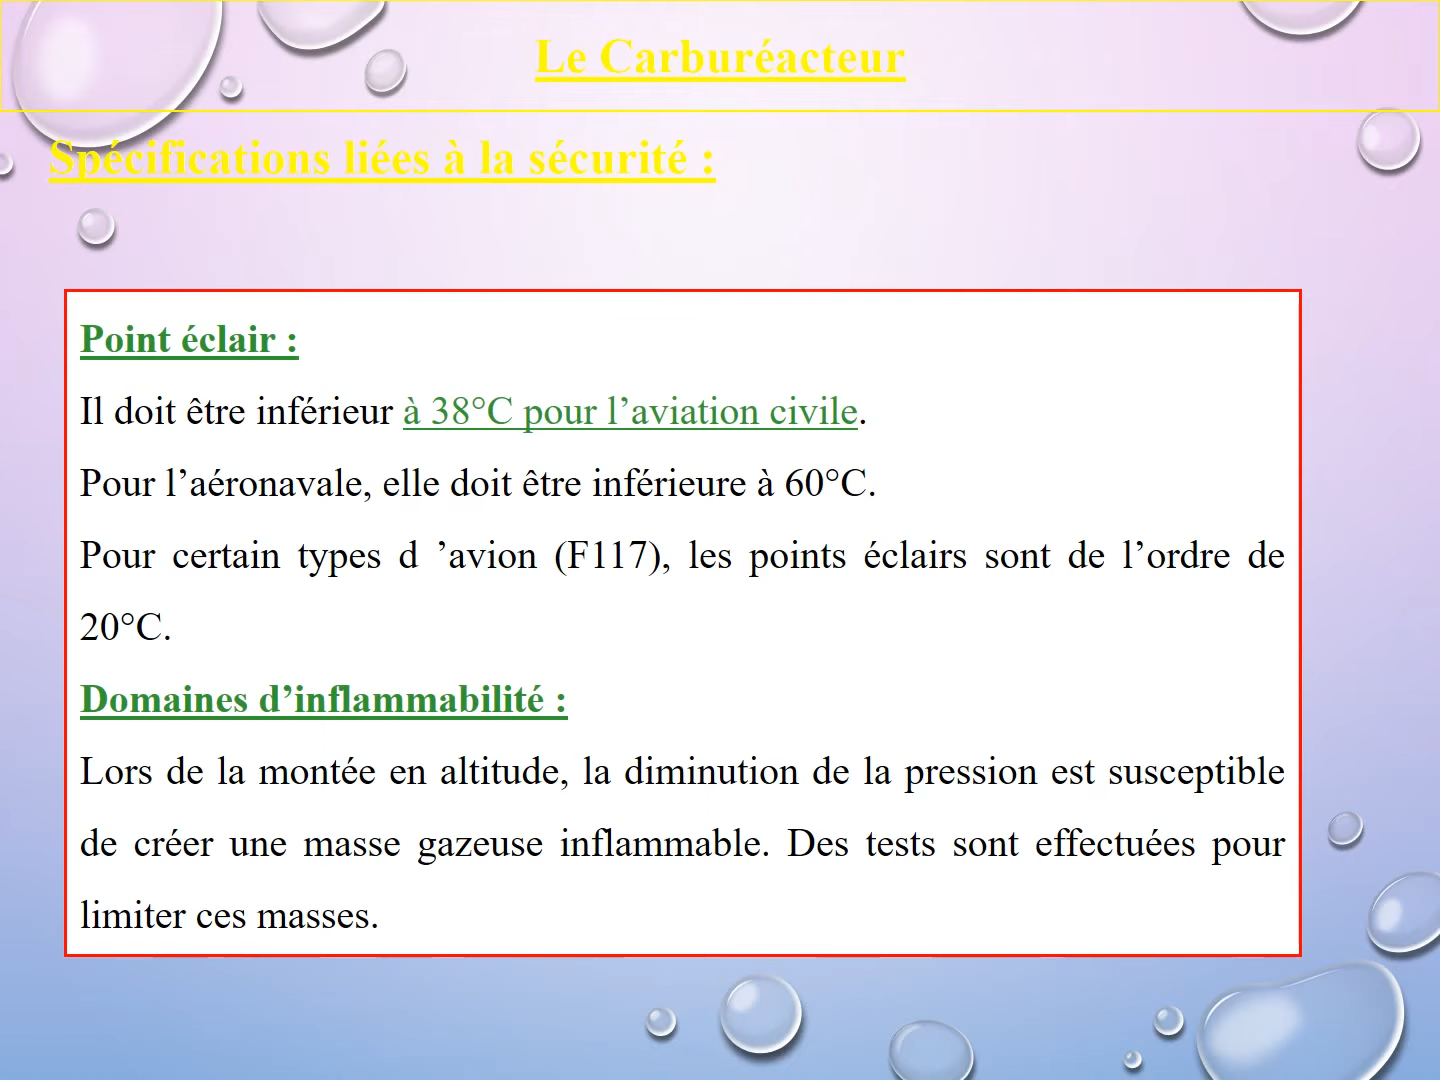 Le Carburéacteur
Spécifications liées à la sécurité :
Point éclair :
Il doit être inférieur à 38°C pour l’aviation civile.
Pour l’aéronavale, elle doit être inférieure à 60°C.
Pour certain types d ’avion (F117), les points éclairs sont de l’ordre de
20°C.
Domaines d’inflammabilité :
Lors de la montée en altitude, la diminution de la pression est susceptible
de créer une masse gazeuse inflammable. Des tests sont effectuées pour
limiter ces masses.